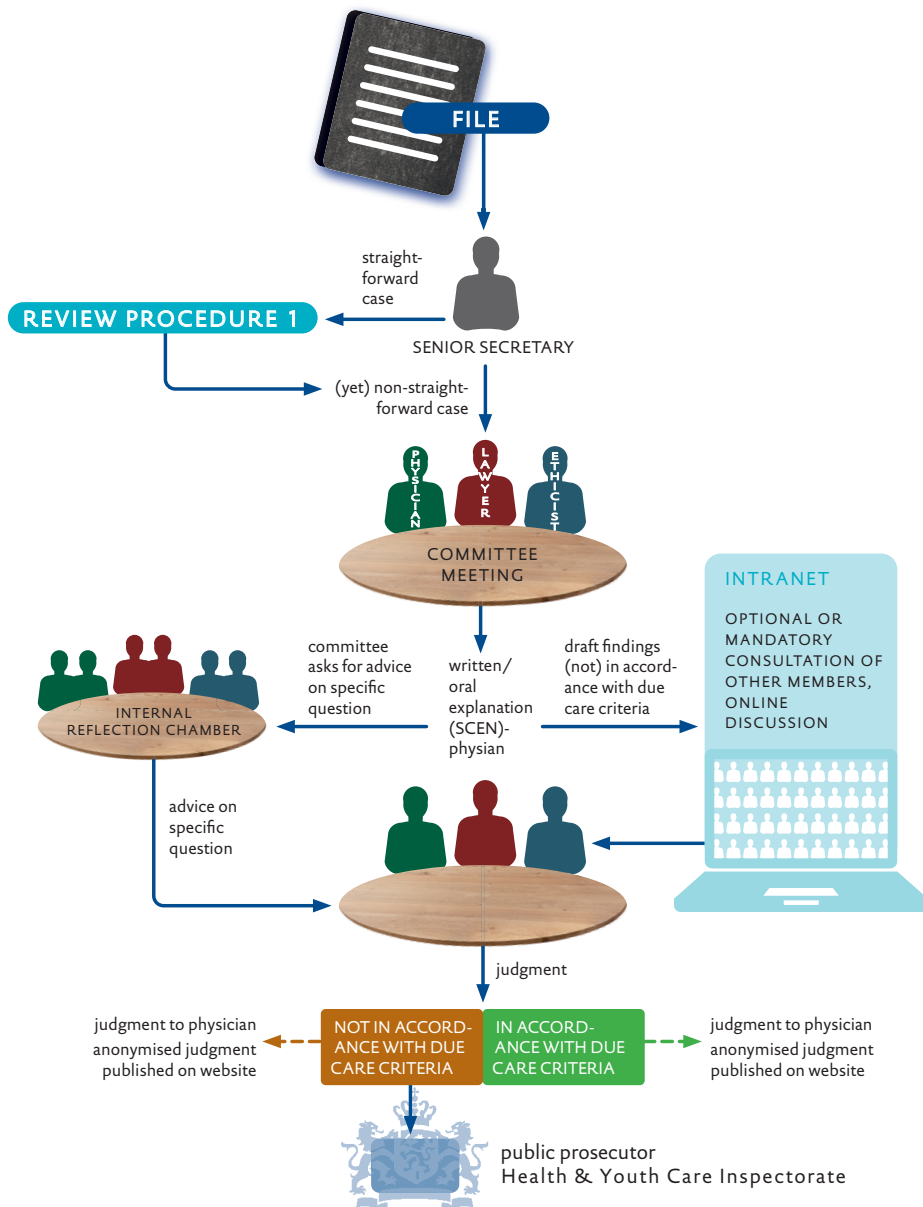 FILE
straight-
forward
case
REVIEW PROCEDURE 1
SENIOR SECRETARY
(yet) non-straight-
forward case
PHYSICIAN
LAWYER
ETHICIST
COMMITTEE
MEETING
INTRANET
OPTIONAL OR
MANDATORY
CONSULTATION OF
OTHER MEMBERS,
ONLINE
DISCUSSION
committee
asks for advice
on specific
question
written/
oral
explanation
(SCEN)-
physian
draft findings
(not) in accord-
ance with due
care criteria
INTERNAL
REFLECTION CHAMBER
advice on
specific
question
judgment
judgment to physician
anonymised judgment
published on website
NOT IN ACCORD-
ANCE WITH DUE
CARE CRITERIA
IN ACCORD-
ANCE WITH DUE
CARE CRITERIA
judgment to physician
anonymised judgment
published on website
public prosecutor
Health & Youth Care Inspectorate